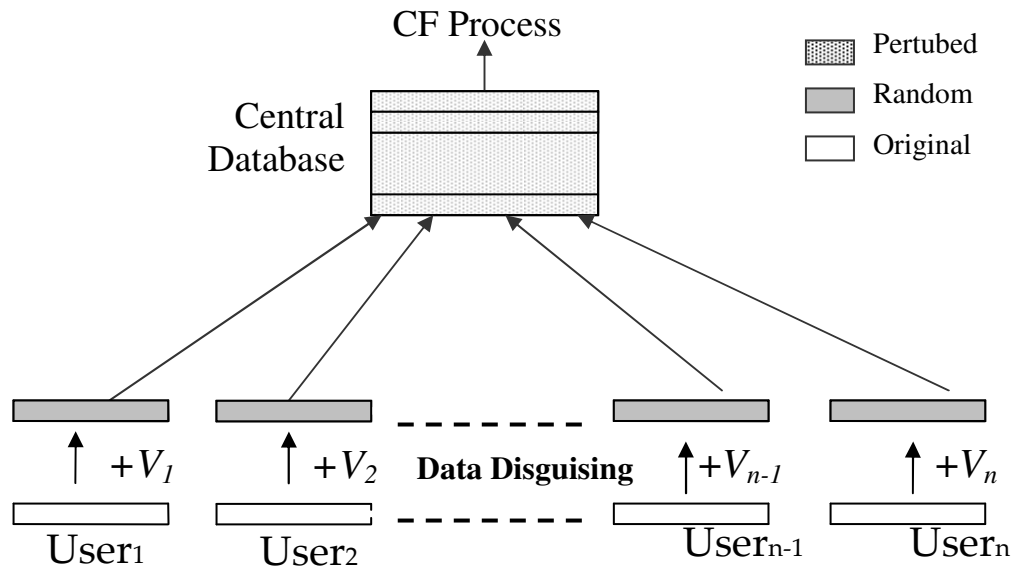 CF Process
Pertubed
Random
Original
Central
Database
+V1
+V2
Data Disguising
+Vn-1
+Vn
User1
User2
Usern-1
Usern